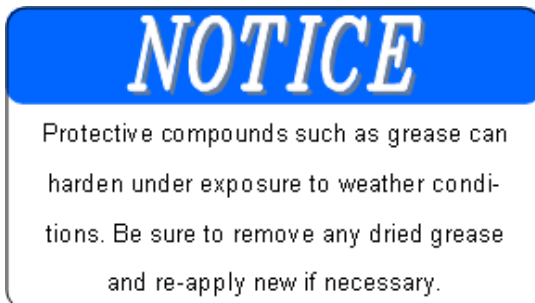 NOTICE
Protective compounds such as grease can
harden under exposure to weather condi-
tions. Be sure to remove any dried grease
and re-apply new if necessary.